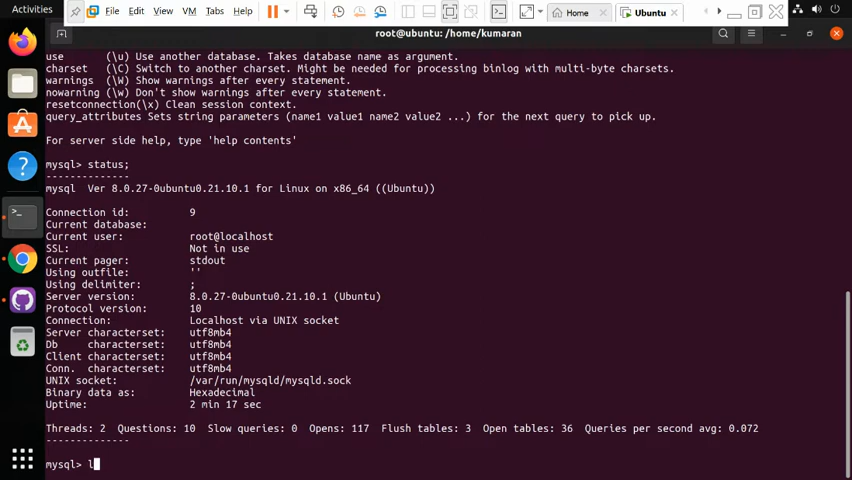 File Edit View VM Tabs Help
Home
Ubuntu
Activities
root@ubuntu: /home/kumaran
use (\u) Use another database. Takes database name as argument.
charset (\C) Switch to another charset. Might be needed for processing binlog with multi-byte charsets.
warnings (\W) Show warnings after every statement.
nowarning (\w) Don't show warnings after every statement.
resetconnection(\x) Clean session context.
query_attributes Sets string parameters (name1 value1 name2 value2 ...) for the next query to pick up.
For server side help, type 'help contents'
mysql> status;
--------------
mysql Ver 8.0.27-0ubuntu0.21.10.1 for Linux on x86_64 ((Ubuntu))
Connection id: 9
Current database:
Current user: root@localhost
SSL: Not in use
Current pager: stdout
Using outfile: ''
Using delimiter: ;
Server version: 8.0.27-0ubuntu0.21.10.1 (Ubuntu)
Protocol version: 10
Connection: Localhost via UNIX socket
Server characterset: utf8mb4
Db characterset: utf8mb4
Client characterset: utf8mb4
Conn. characterset: utf8mb4
UNIX socket: /var/run/mysqld/mysqld.sock
Binary data as: Hexadecimal
Uptime: 2 min 17 sec
Threads: 2 Questions: 10 Slow queries: 0 Opens: 117 Flush tables: 3 Open tables: 36 Queries per second avg: 0.072
--------------
mysql> l